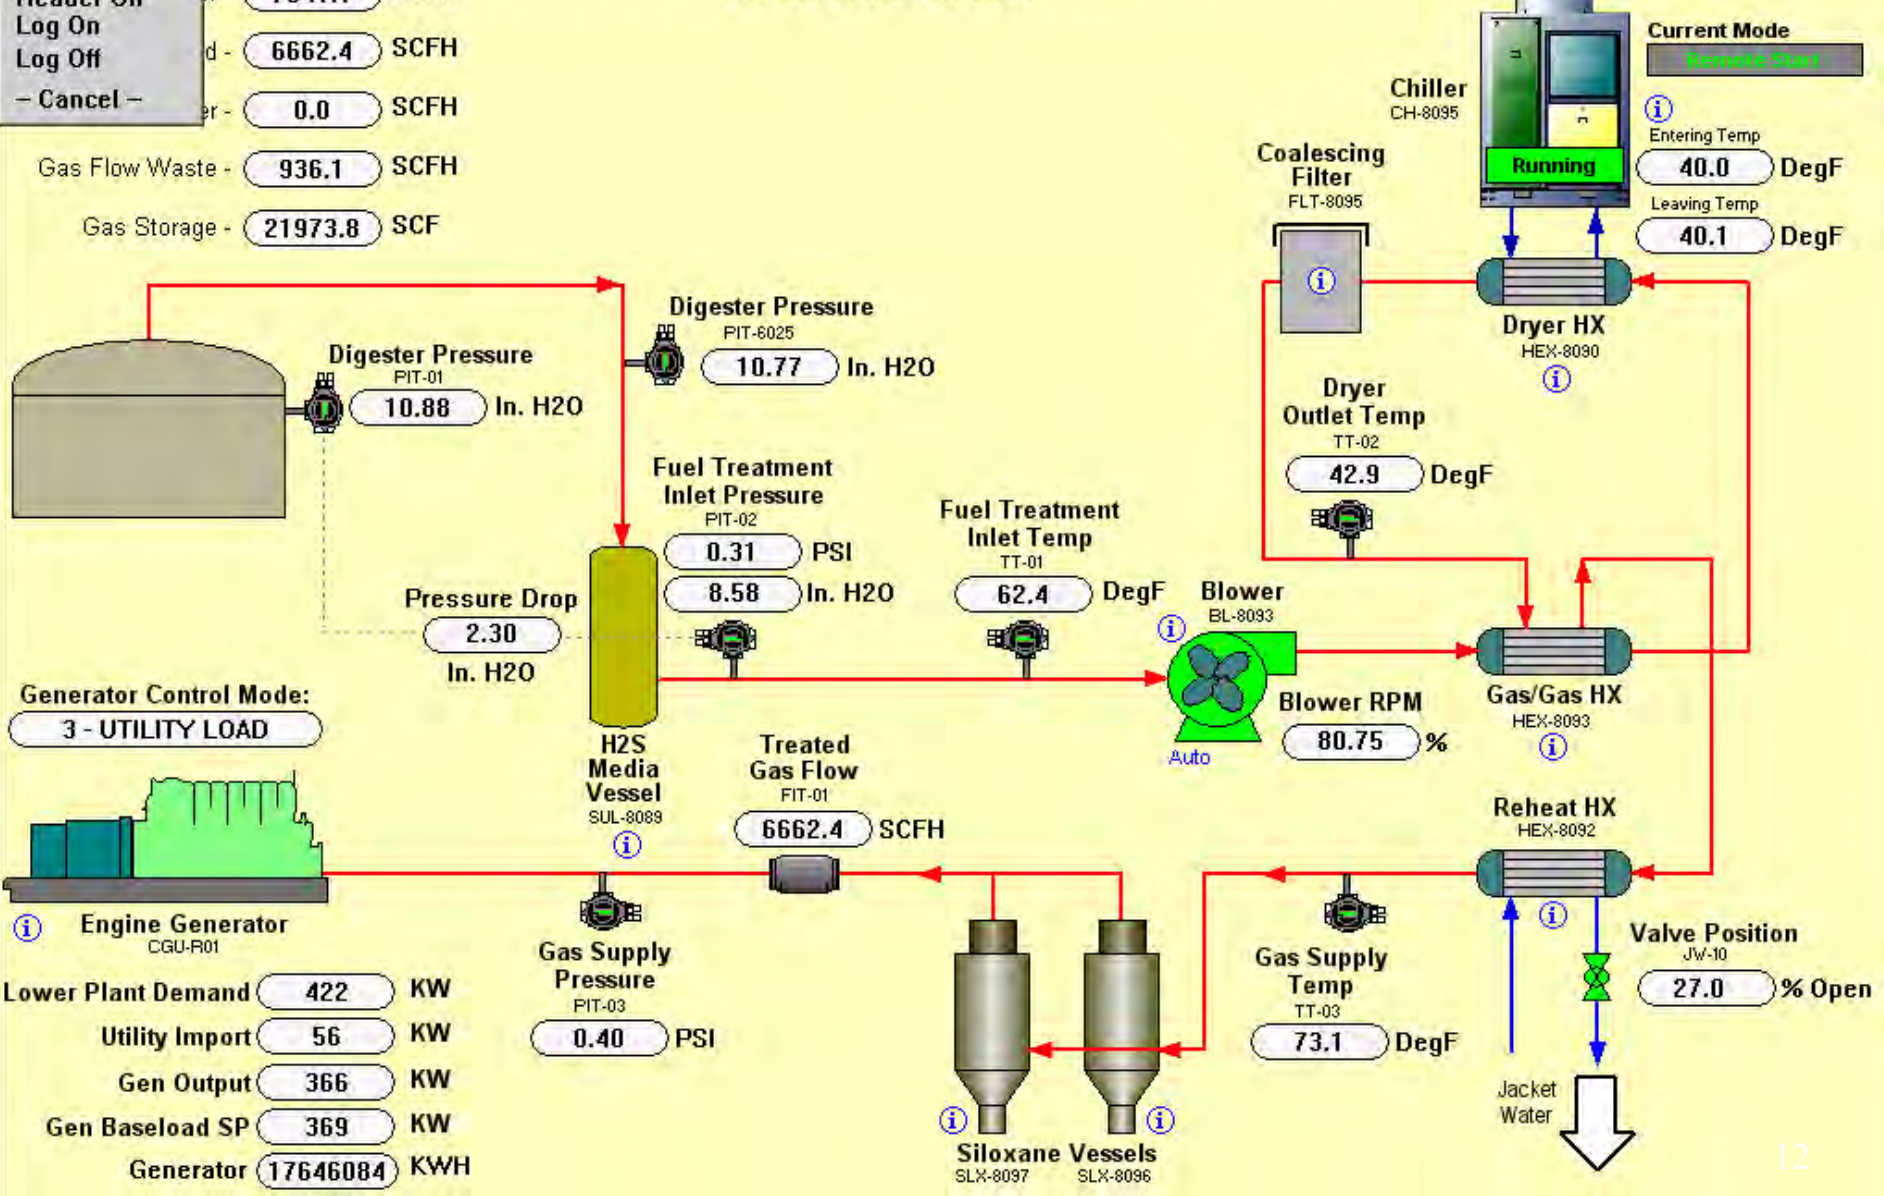 Log On
Log Off
-- Cancel --
d - 6662.4 SCFH
er - 0.0 SCFH
Gas Flow Waste - 936.1 SCFH
Gas Storage - 21973.8 SCF
Current Mode
Remote Start
Chiller
CH-8095
Running
Entering Temp
40.0 DegF
Leaving Temp
40.1 DegF
Coalescing
Filter
FLT-8095
Dryer HX
HEX-8090
Digester Pressure
PIT-6025
10.77 In. H2O
Digester Pressure
PIT-01
10.88 In. H2O
Dryer
Outlet Temp
TT-02
42.9 DegF
Fuel Treatment
Inlet Pressure
PIT-02
0.31 PSI
8.58 In. H2O
Fuel Treatment
Inlet Temp
TT-01
62.4 DegF
Pressure Drop
2.30
In. H2O
Blower
BL-8093
Auto
Blower RPM
80.75 %
Gas/Gas HX
HEX-8093
Generator Control Mode:
3 - UTILITY LOAD
H2S
Media
Vessel
SUL-8089
Treated
Gas Flow
FIT-01
6662.4 SCFH
Reheat HX
HEX-8092
Engine Generator
CGU-R01
Gas Supply
Pressure
PIT-03
0.40 PSI
Gas Supply
Temp
TT-03
73.1 DegF
Valve Position
JW-10
27.0 % Open
Lower Plant Demand 422 KW
Utility Import 56 KW
Gen Output 366 KW
Gen Baseload SP 369 KW
Generator 17646084 KWH
Siloxane Vessels
SLX-8097 SLX-8096
Jacket
Water
12